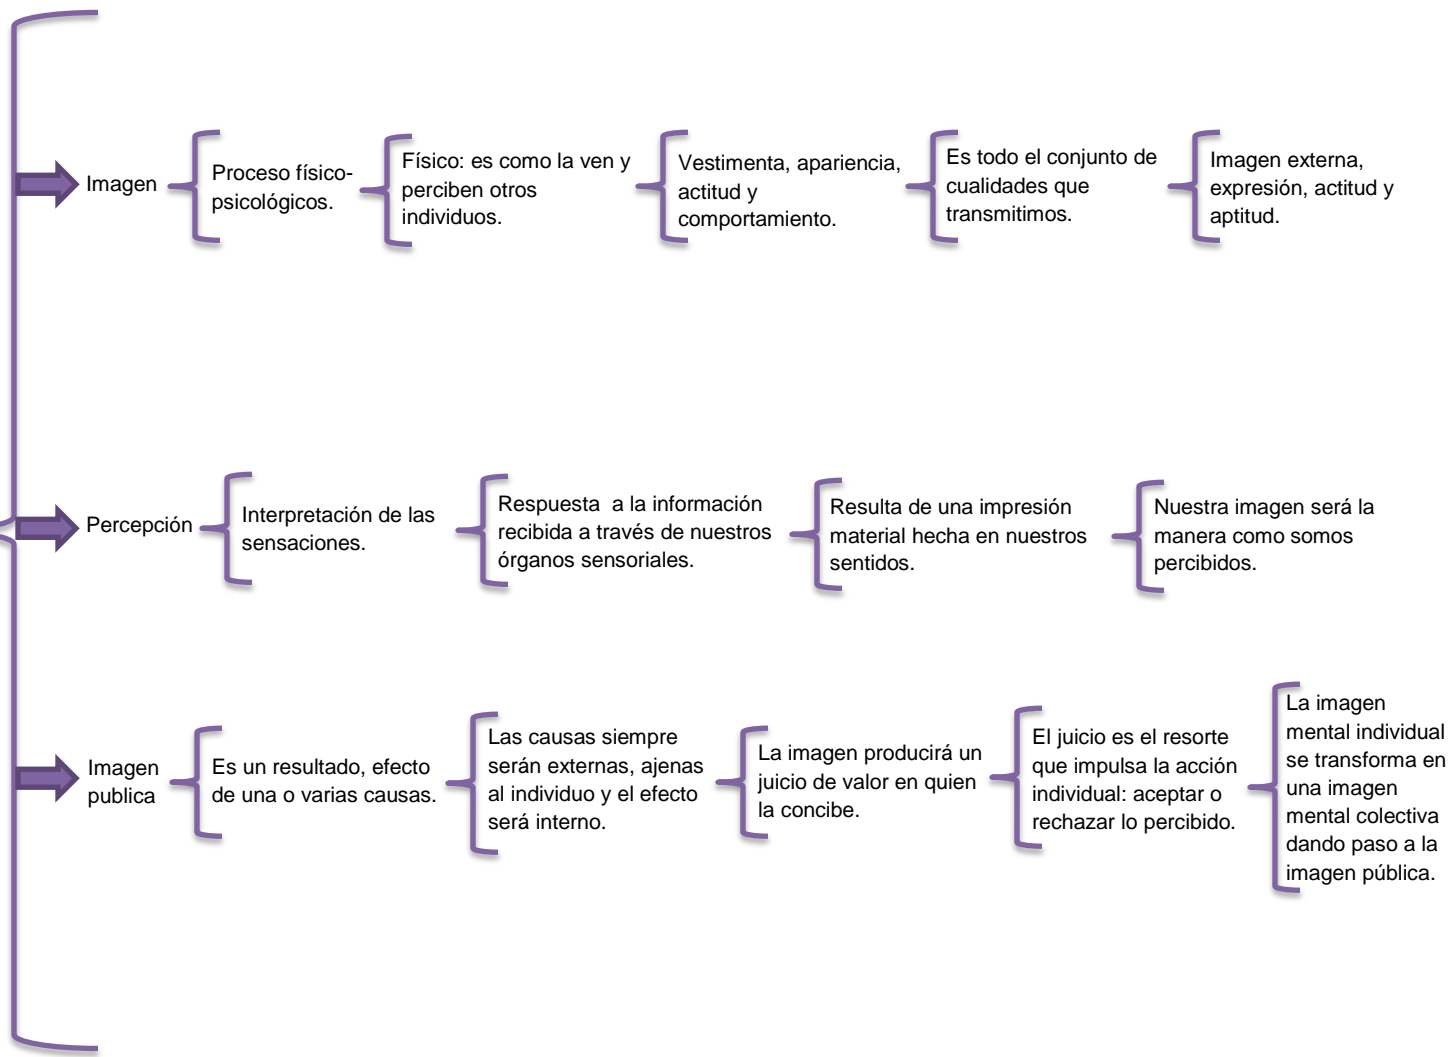 Imagen
Proceso físico-
psicológicos.
Físico: es como la ven y
perciben otros
individuos.
Vestimenta, apariencia,
actitud y
comportamiento.
Es todo el conjunto de
cualidades que
transmitimos.
Imagen externa,
expresión, actitud y
aptitud.
Percepción
Interpretación de las
sensaciones.
Respuesta  a la información
recibida a través de nuestros
órganos sensoriales.
Resulta de una impresión
material hecha en nuestros
sentidos.
Nuestra imagen será la
manera como somos
percibidos.
Imagen
publica
Es un resultado, efecto
de una o varias causas.
Las causas siempre
serán externas, ajenas
al individuo y el efecto
será interno.
La imagen producirá un
juicio de valor en quien
la concibe.
El juicio es el resorte
que impulsa la acción
individual: aceptar o
rechazar lo percibido.
La imagen
mental individual
se transforma en
una imagen
mental colectiva
dando paso a la
imagen pública.